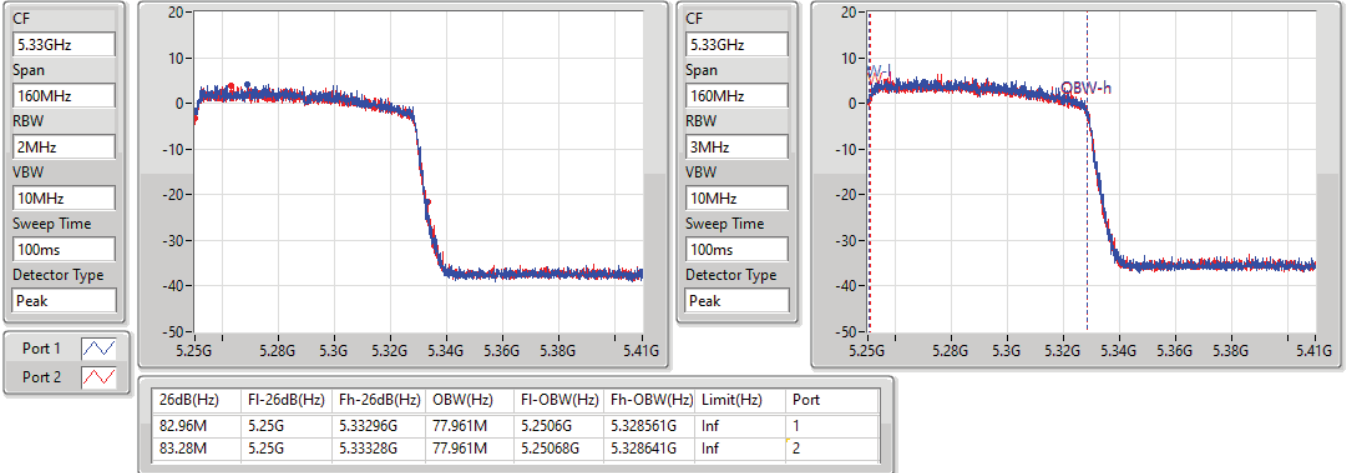 CF
5.33GHz
Span
160MHz
RBW
2MHz
VBW
10MHz
Sweep Time
100ms
Detector Type
Peak
Port 1
Port 2
20
10
0
-10
-20
-30
-40
-50
5.25G 5.28G 5.3G 5.32G 5.34G 5.36G 5.38G 5.41G
CF
5.33GHz
Span
160MHz
RBW
3MHz
VBW
10MHz
Sweep Time
100ms
Detector Type
Peak
20
10
0
-10
-20
-30
-40
-50
OBW-h
5.25G 5.28G 5.3G 5.32G 5.34G 5.36G 5.38G 5.41G
26dB(Hz) Fl-26dB(Hz) Fh-26dB(Hz) OBW(Hz) Fl-OBW(Hz) Fh-OBW(Hz) Limit(Hz) Port
82.96M 5.25G 5.33296G 77.961M 5.2506G 5.328561G Inf 1
83.28M 5.25G 5.33328G 77.961M 5.25068G 5.328641G Inf 2